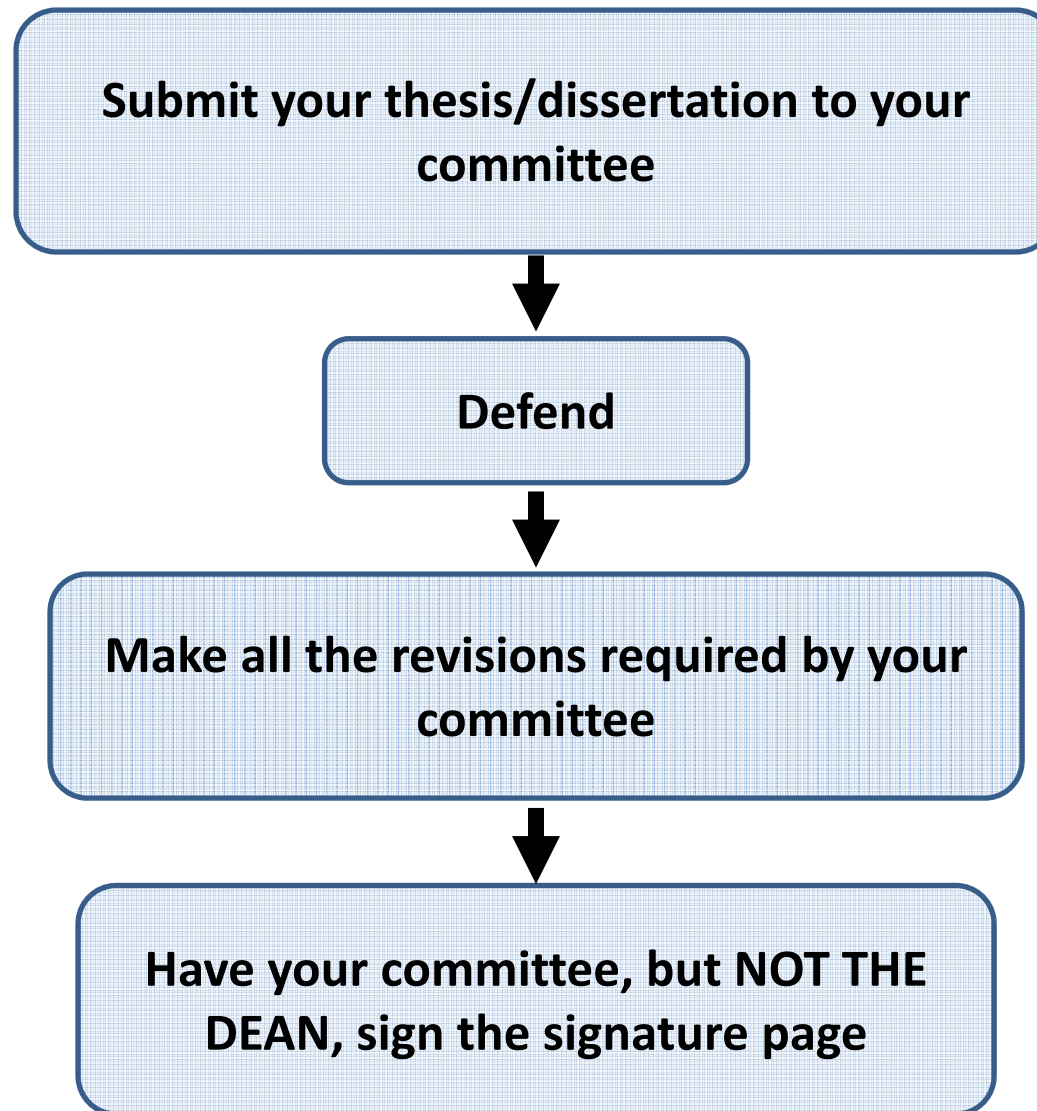 Submit your thesis/dissertation to your
committee
Defend
Make all the revisions required by your
committee
Have your committee, but NOT THE
DEAN, sign the signature page